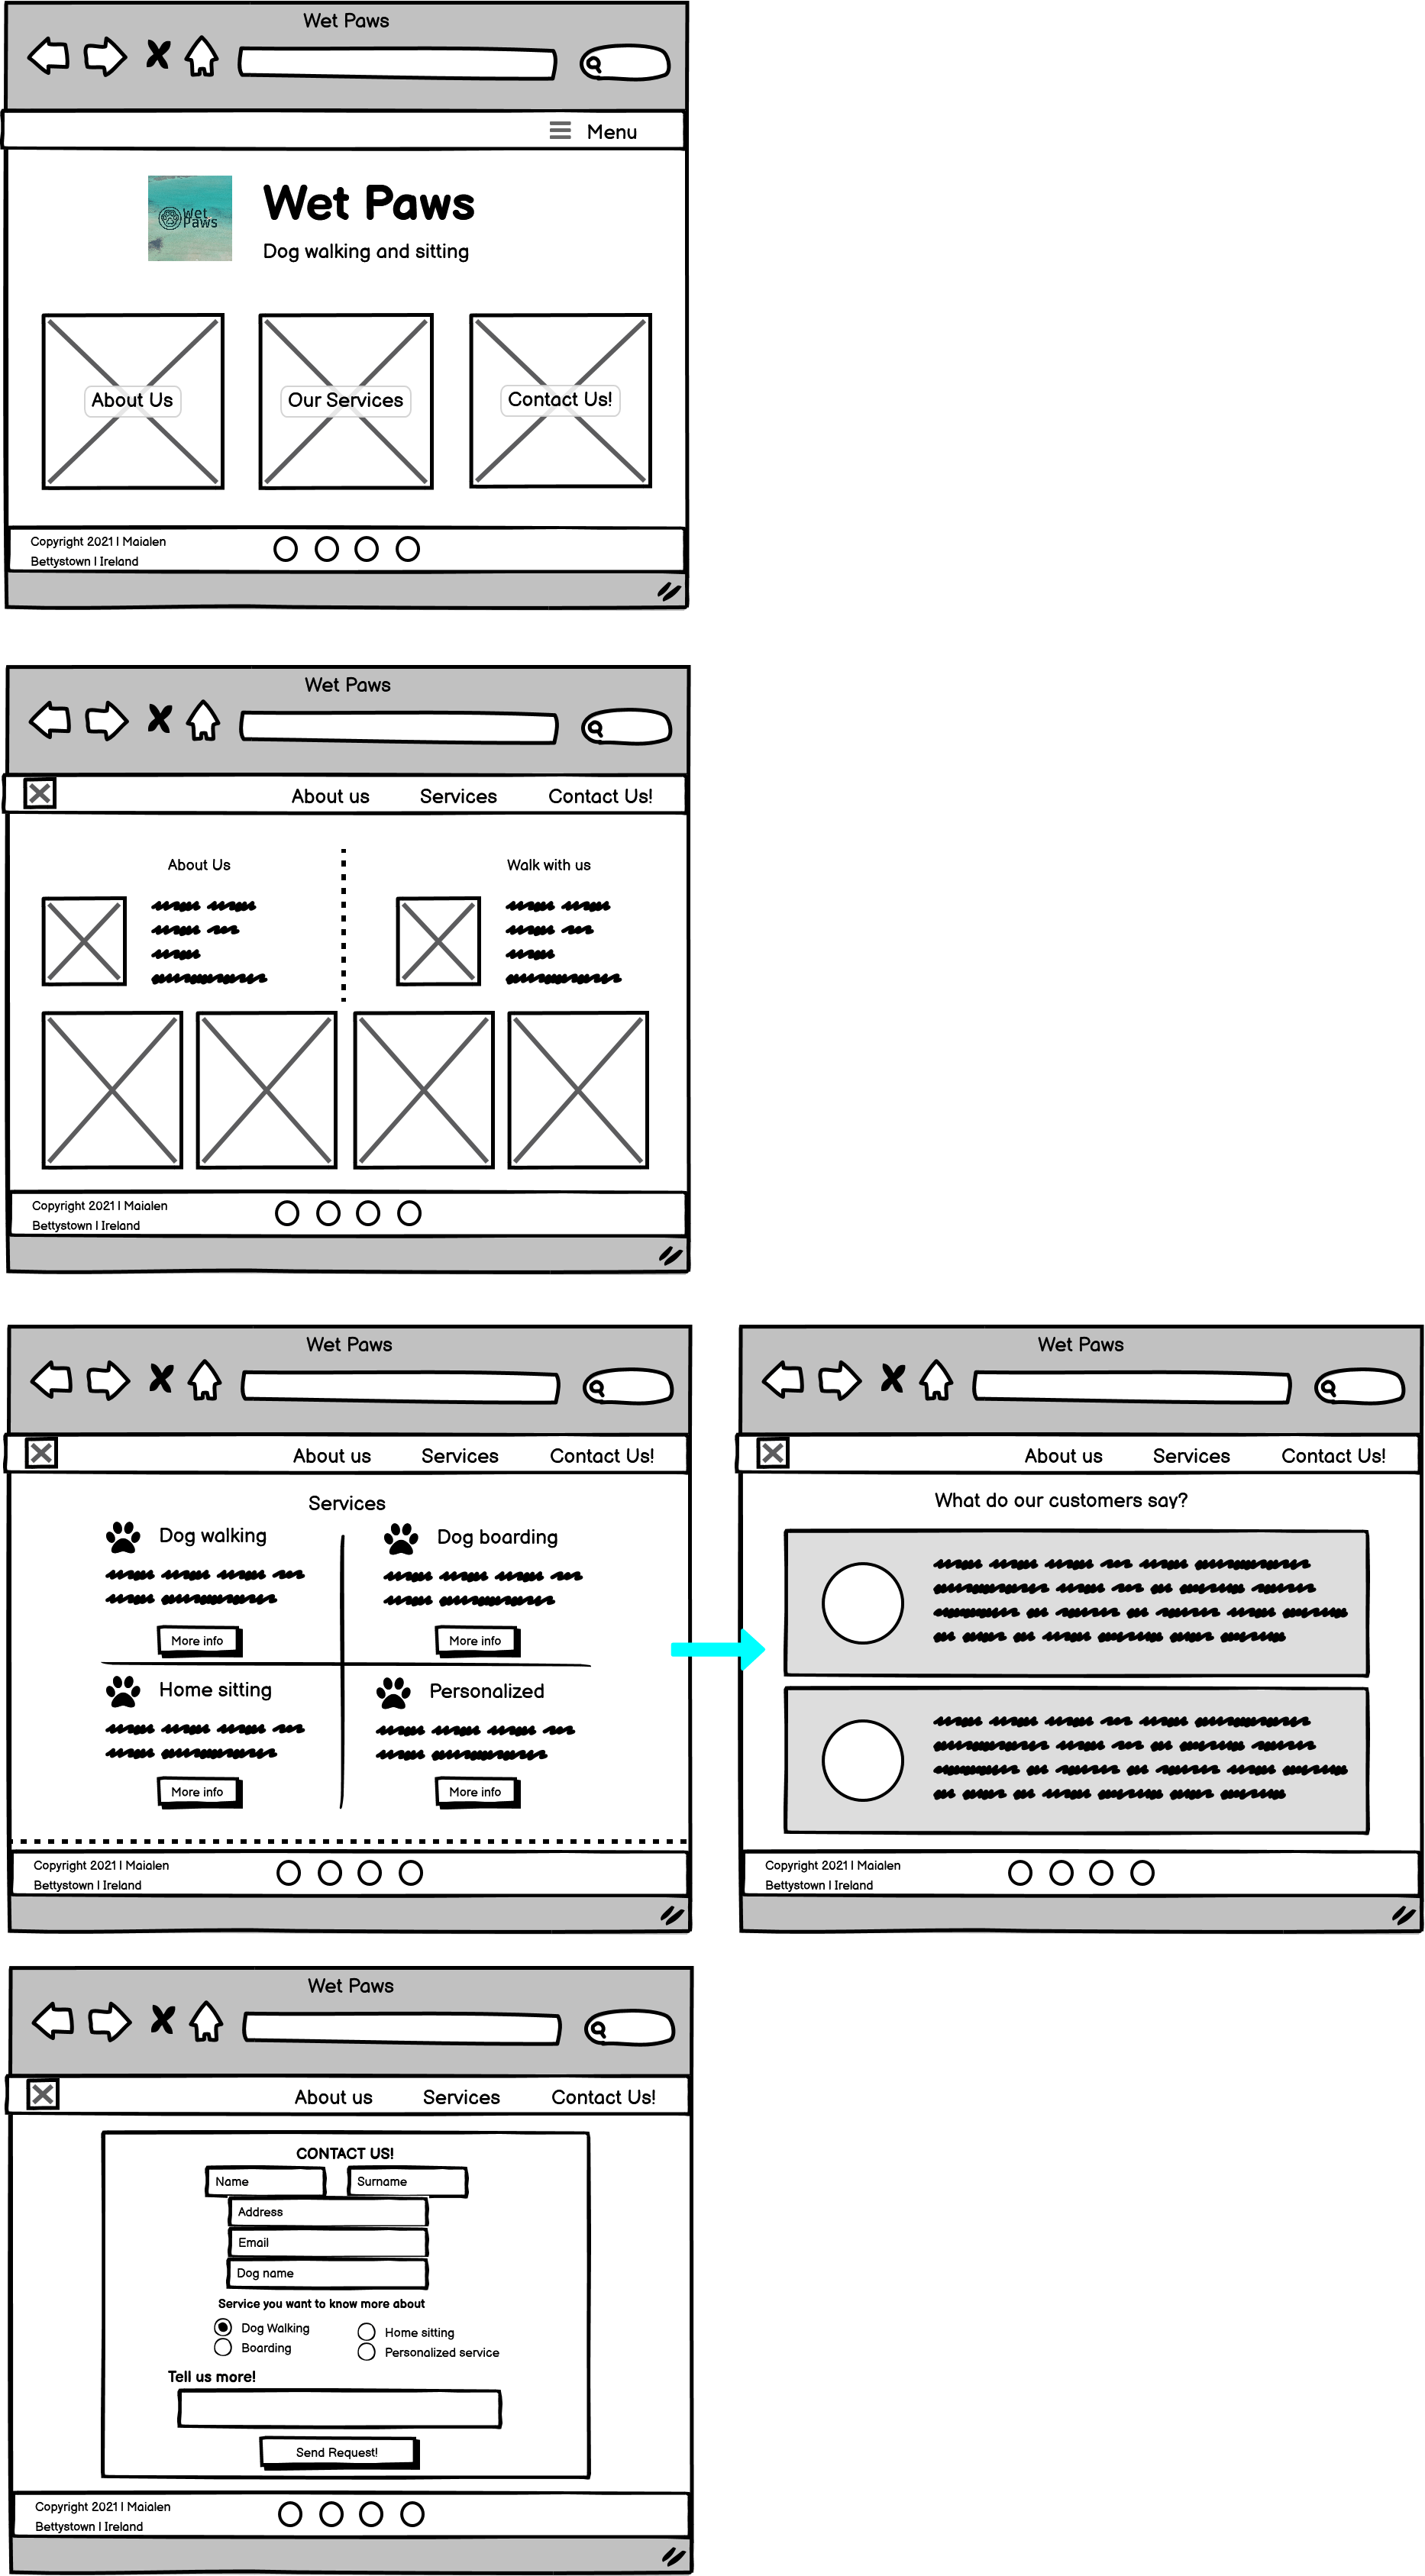 Wet Paws
Menu
Wet
Paws
Wet Paws
Dog walking and sitting
About Us
Our Services
Contact Us!
Copyright 2021 | Maialen
Bettystown | Ireland
Wet Paws
About us Services Contact Us!
About Us
Walk with us
Copyright 2021 | Maialen
Bettystown | Ireland
Wet Paws
About us Services Contact Us!
Services
Dog walking
Dog boarding
More info
More info
Home sitting
Personalized
More info
More info
Copyright 2021 | Maialen
Bettystown | Ireland
Wet Paws
About us Services Contact Us!
What do our customers say?
Copyright 2021 | Maialen
Bettystown | Ireland
Wet Paws
About us Services Contact Us!
CONTACT US!
Name
Surname
Address
Email
Dog name
Service you want to know more about
Dog Walking
Home sitting
Boarding
Personalized service
Tell us more!
Send Request!
Copyright 2021 | Maialen
Bettystown | Ireland